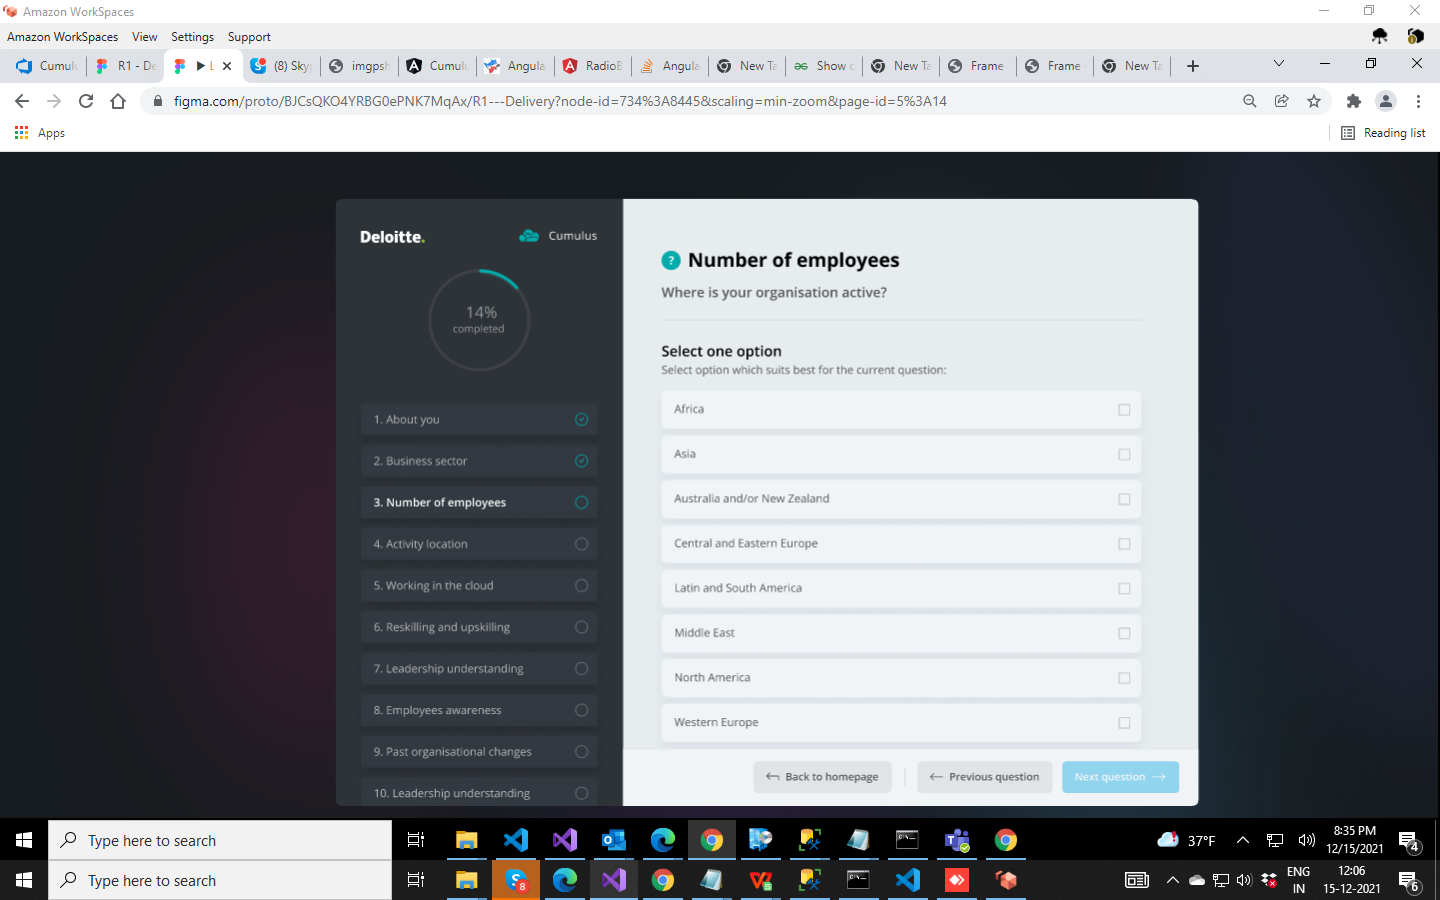 Amazon WorkSpaces
Amazon WorkSpaces View Settings Support
Cumulu R1 - De L (8) Sky imgpsh Cumulu Angula RadioB Angula New Ta Show c New Ta Frame Frame New Ta
figma.com/proto/BJCsQKO4YRBG0ePNK7MqAx/R1---Delivery?node-id=734%3A8445&scaling=min-zoom&page-id=5%3A14
Apps
Reading list
Deloitte.
Cumulus
14%
completed
1. About you
2. Business sector
3. Number of employees
4. Activity location
5. Working in the cloud
6. Reskilling and upskilling
7. Leadership understanding
8. Employees awareness
9. Past organisational changes
10. Leadership understanding
? Number of employees
Where is your organisation active?
Select one option
Select option which suits best for the current question:
Africa
Asia
Australia and/or New Zealand
Central and Eastern Europe
Latin and South America
Middle East
North America
Western Europe
Back to homepage
Previous question
Next question
Type here to search
37°F
8:35 PM
12/15/2021
4
Type here to search
8
ENG
IN
12:06
15-12-2021
6